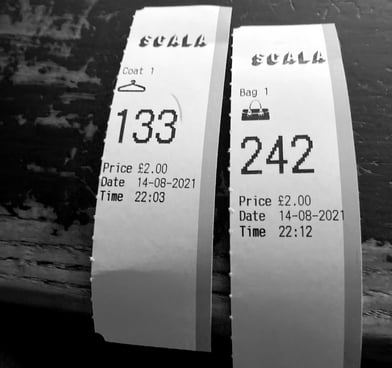 SCALA
Coat 1
133
Price £2.00
Date 14-08-2021
Time 22:03
SCALA
Bag 1
242
Price £2.00
Date 14-08-2021
Time 22:12